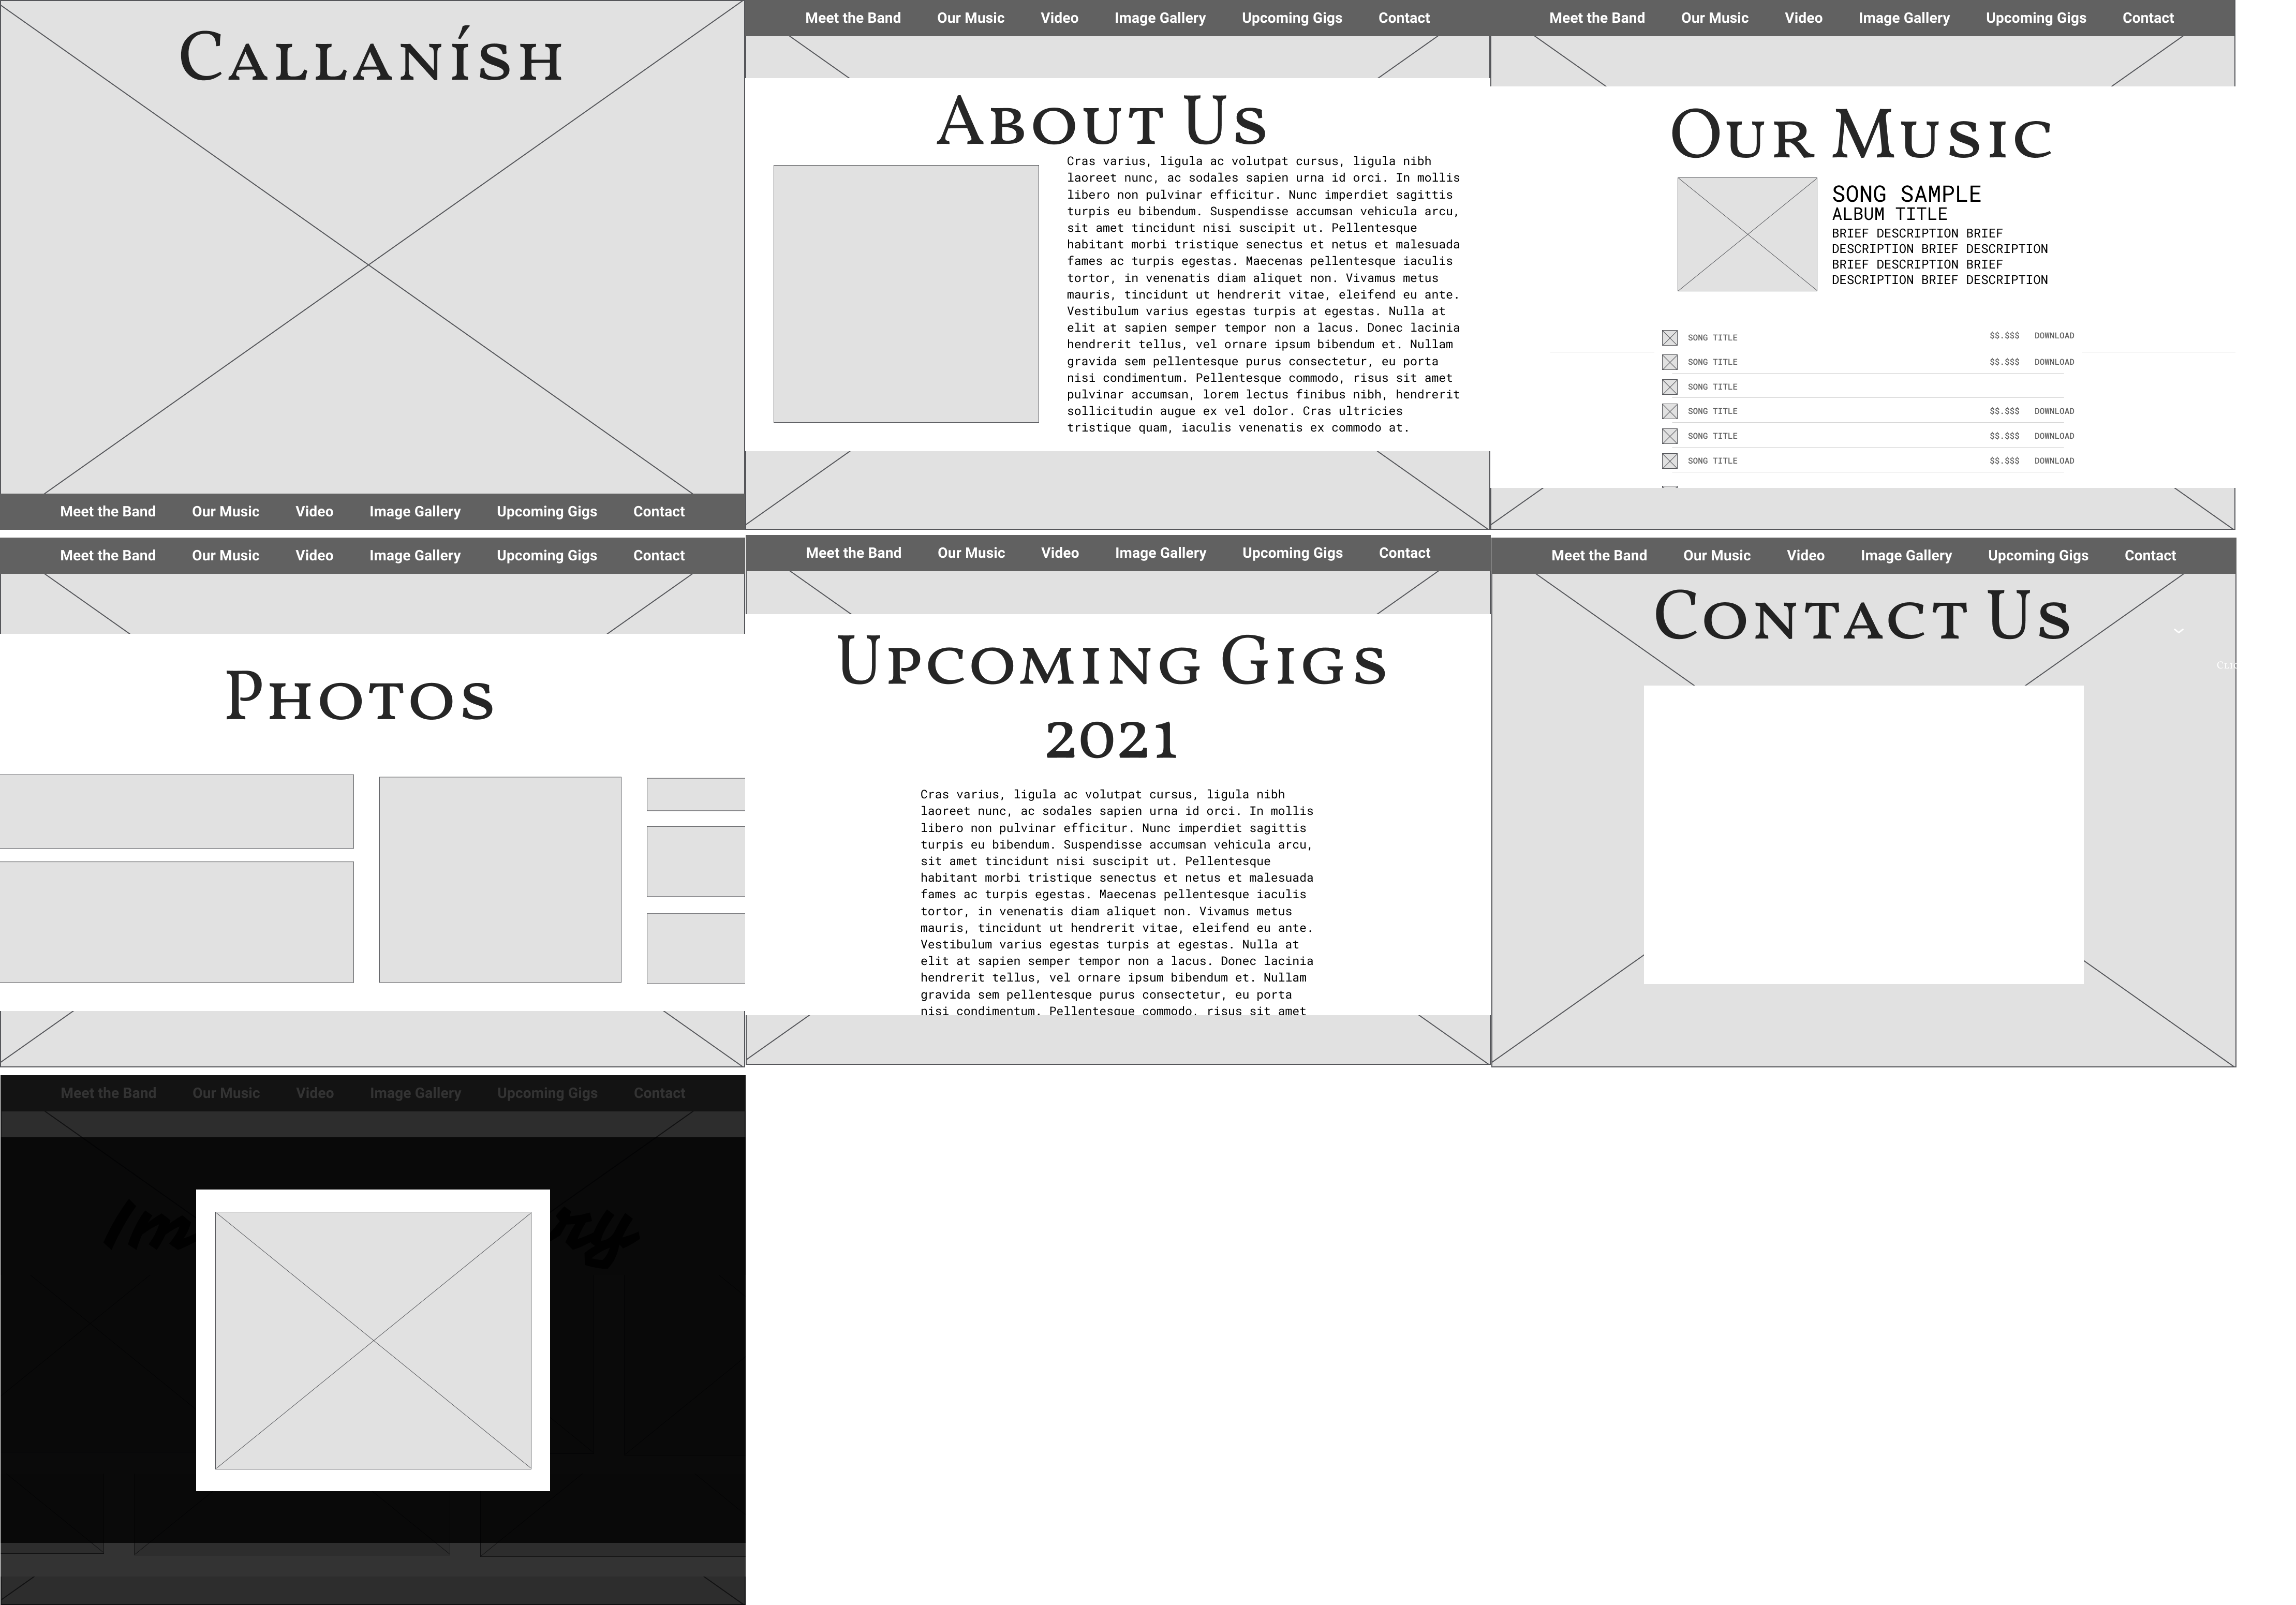 Callanísh
Meet the Band Our Music Video Image Gallery Upcoming Gigs Contact
Meet the Band Our Music Video Image Gallery Upcoming Gigs Contact
About Us
Cras varius, ligula ac volutpat cursus, ligula nibh
laoreet nunc, ac sodales sapien urna id orci. In mollis
libero non pulvinar efficitur. Nunc imperdiet sagittis
turpis eu bibendum. Suspendisse accumsan vehicula arcu,
sit amet tincidunt nisi suscipit ut. Pellentesque
habitant morbi tristique senectus et netus et malesuada
fames ac turpis egestas. Maecenas pellentesque iaculis
tortor, in venenatis diam aliquet non. Vivamus metus
mauris, tincidunt ut hendrerit vitae, eleifend eu ante.
Vestibulum varius egestas turpis at egestas. Nulla at
elit at sapien semper tempor non a lacus. Donec lacinia
hendrerit tellus, vel ornare ipsum bibendum et. Nullam
gravida sem pellentesque purus consectetur, eu porta
nisi condimentum. Pellentesque commodo, risus sit amet
pulvinar accumsan, lorem lectus finibus nibh, hendrerit
sollicitudin augue ex vel dolor. Cras ultricies
tristique quam, iaculis venenatis ex commodo at.
Meet the Band Our Music Video Image Gallery Upcoming Gigs Contact
Our Music
SONG SAMPLE
ALBUM TITLE
BRIEF DESCRIPTION BRIEF
DESCRIPTION BRIEF DESCRIPTION
BRIEF DESCRIPTION BRIEF
DESCRIPTION BRIEF DESCRIPTION
SONG TITLE $$.$$$ DOWNLOAD
SONG TITLE $$.$$$ DOWNLOAD
SONG TITLE
SONG TITLE $$.$$$ DOWNLOAD
SONG TITLE $$.$$$ DOWNLOAD
SONG TITLE $$.$$$ DOWNLOAD
Meet the Band Our Music Video Image Gallery Upcoming Gigs Contact
Photos
Meet the Band Our Music Video Image Gallery Upcoming Gigs Contact
Upcoming Gigs
2021
Cras varius, ligula ac volutpat cursus, ligula nibh
laoreet nunc, ac sodales sapien urna id orci. In mollis
libero non pulvinar efficitur. Nunc imperdiet sagittis
turpis eu bibendum. Suspendisse accumsan vehicula arcu,
sit amet tincidunt nisi suscipit ut. Pellentesque
habitant morbi tristique senectus et netus et malesuada
fames ac turpis egestas. Maecenas pellentesque iaculis
tortor, in venenatis diam aliquet non. Vivamus metus
mauris, tincidunt ut hendrerit vitae, eleifend eu ante.
Vestibulum varius egestas turpis at egestas. Nulla at
elit at sapien semper tempor non a lacus. Donec lacinia
hendrerit tellus, vel ornare ipsum bibendum et. Nullam
gravida sem pellentesque purus consectetur, eu porta
nisi condimentum. Pellentesque commodo, risus sit amet
Meet the Band Our Music Video Image Gallery Upcoming Gigs Contact
Contact Us
Meet the Band Our Music Video Image Gallery Upcoming Gigs Contact
Im ry